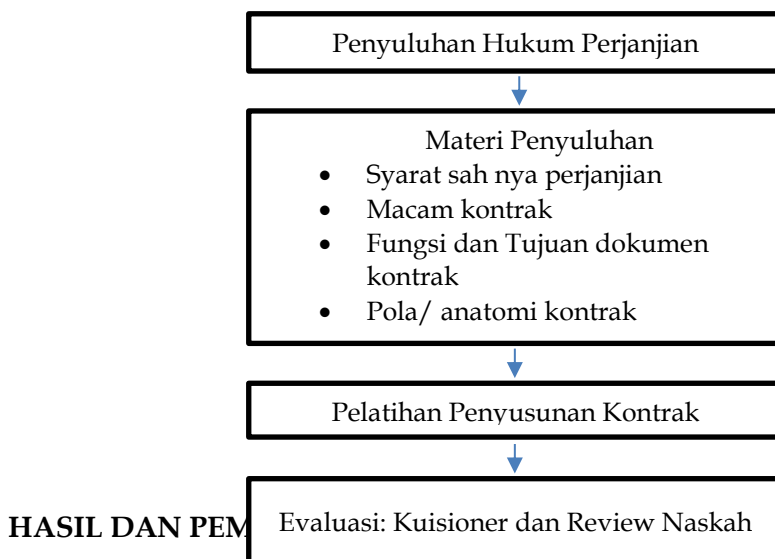 Penyuluhan Hukum Perjanjian
Materi Penyuluhan
• Syarat sah nya perjanjian
• Macam kontrak
• Fungsi dan Tujuan dokumen
kontrak
• Pola/ anatomi kontrak
Pelatihan Penyusunan Kontrak
HASIL DAN
Evaluasi: Kuisioner dan Review Naskah